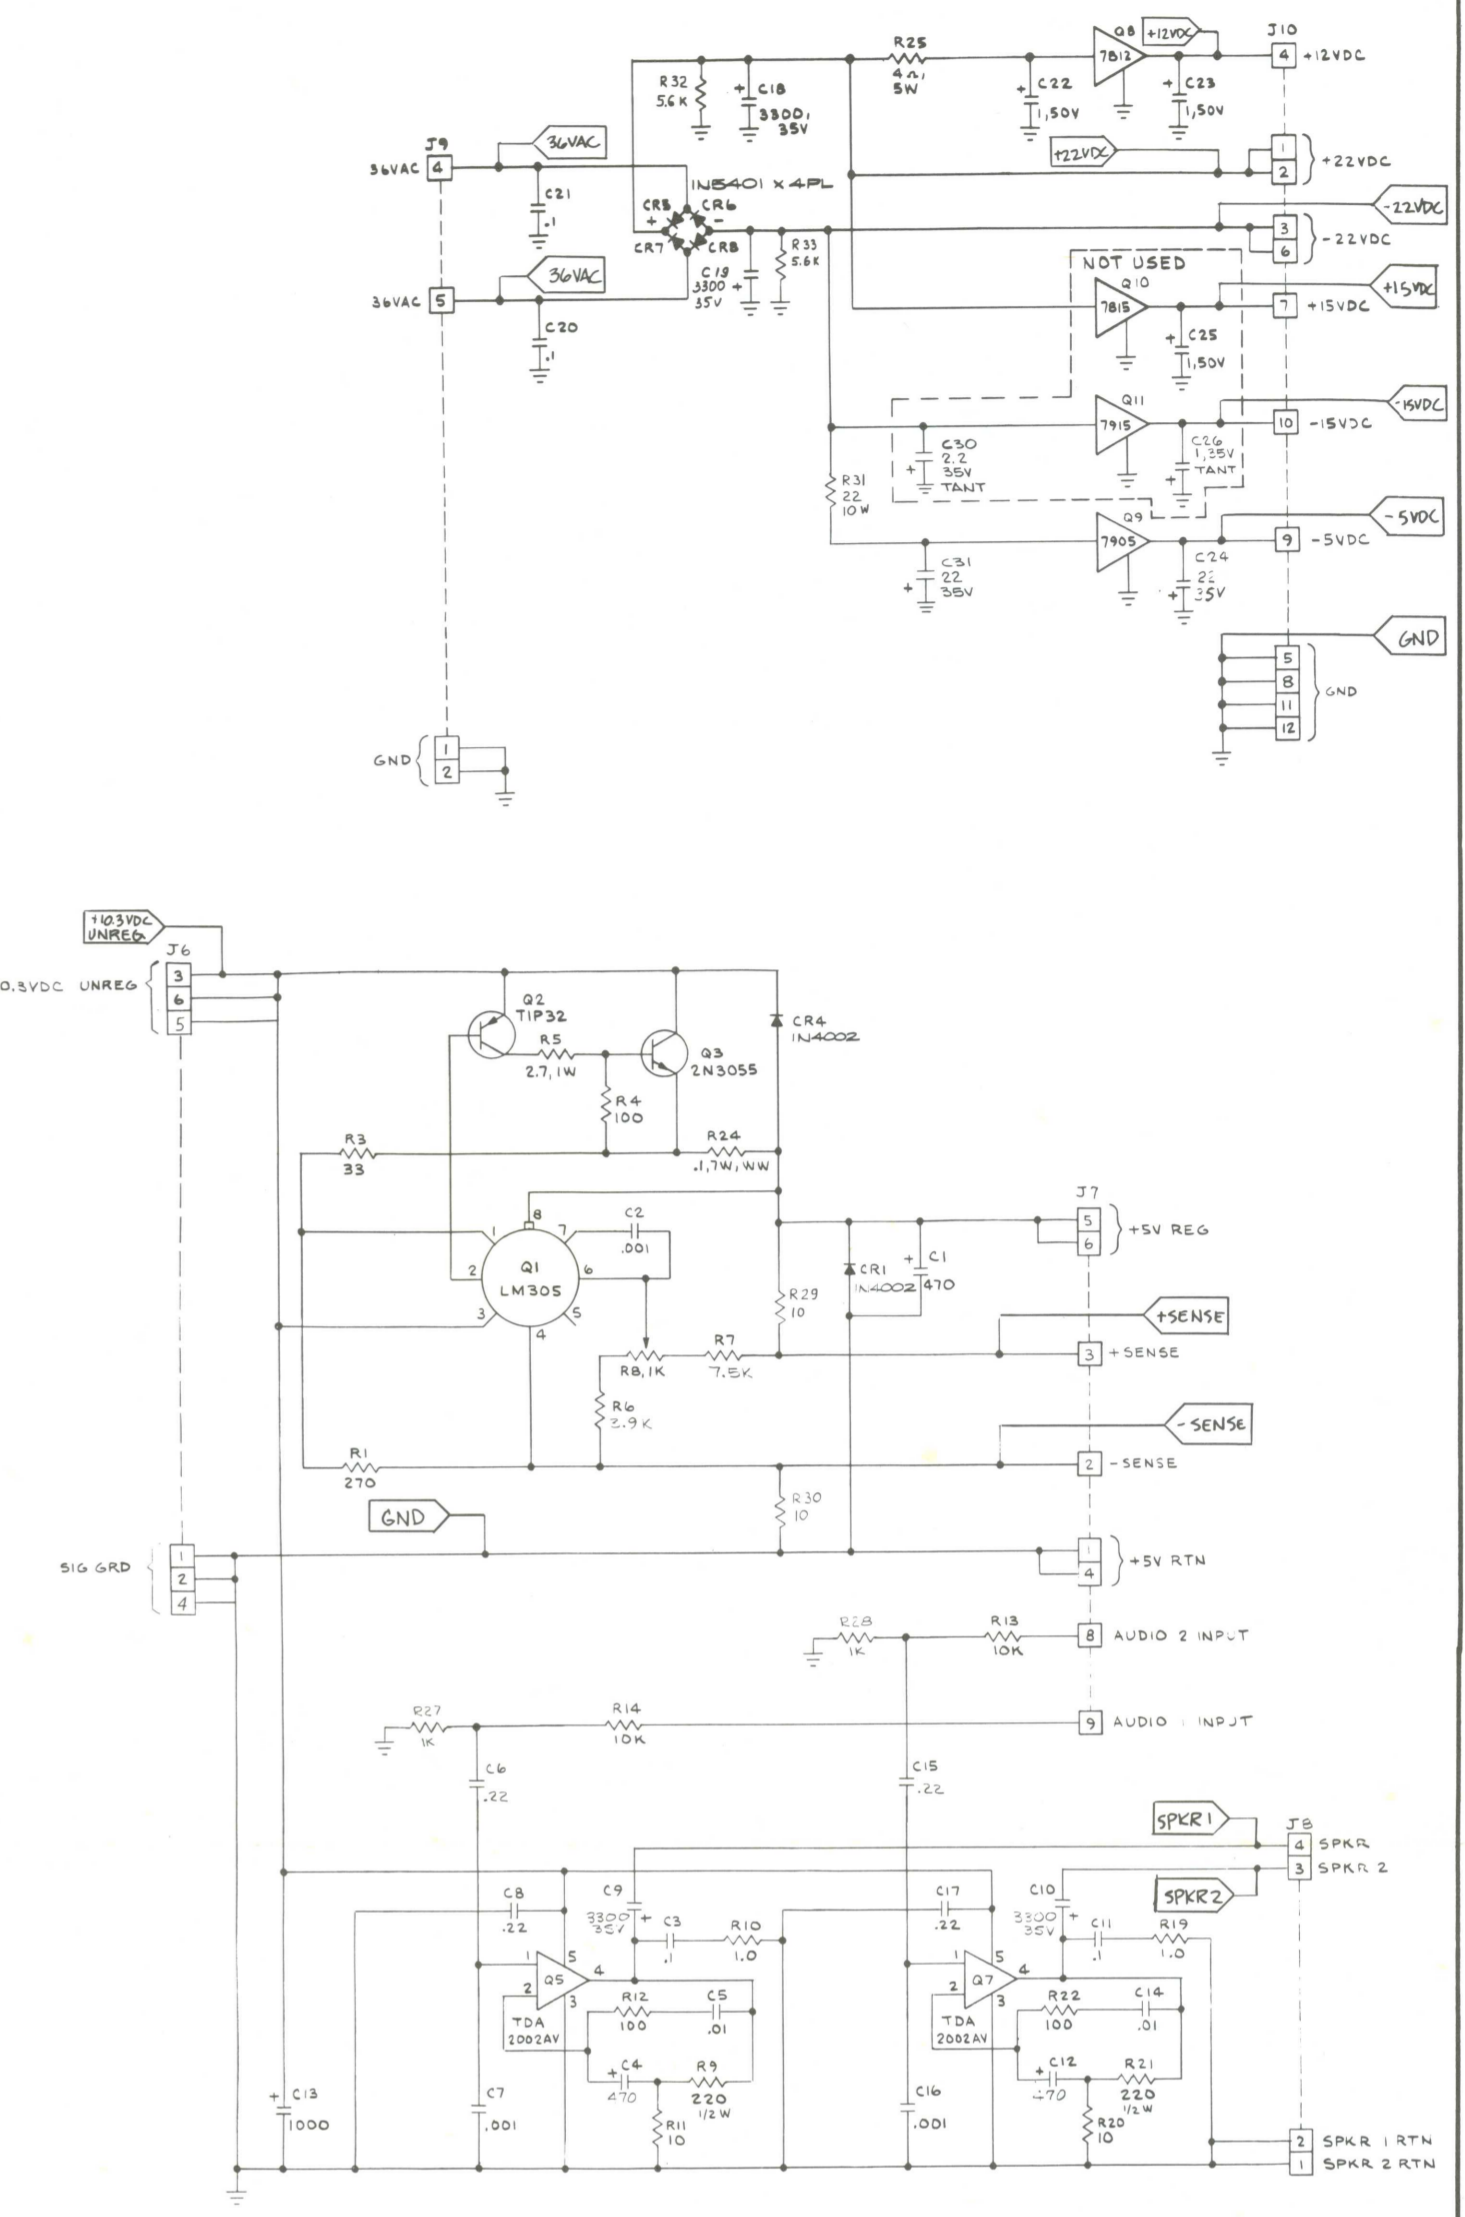 R25
4Ω,
5W
Q8
7812
+12VDC
J10
4
+12VDC
R32
5.6K
+
C18
3300,
35V
+
C22
1,50V
+
C23
1,50V
J9
36VAC
4
36VAC
C21
.1
1N5401 x 4PL
CR5
CR6
+
-
CR7
CR8
+22VDC
1
2
+22VDC
-22VDC
3
6
-22VDC
C19
3300
+
35V
R33
5.6K
36VAC
5
36VAC
C20
.1
NOT USED
Q10
7815
+
C25
1,50V
+15VDC
7
+15VDC
Q11
7915
C30
2.2
35V
+
TANT
C26
1,35V
TANT
+
-15VDC
10
-15VDC
R31
22
10W
Q9
7905
C31
22
35V
+
C24
35V
+
-5VDC
9
-5VDC
GND
5
8
11
12
GND
GND
1
2
+10.3VDC
UNREG
J6
0.3VDC UNREG
3
6
5
Q2
TIP32
R5
2.7,1W
Q3
2N3055
CR4
1N4002
R4
100
R3
33
R24
.1,7W,WW
J7
5
6
+5V REG
C2
.001
Q1
LM305
1
2
3
4
5
6
7
8
CR1
1N4002
+
C1
470
R29
10
+SENSE
3
+SENSE
R8,1K
R7
7.5K
R6
3.9K
-SENSE
2
-SENSE
R1
270
R30
10
GND
SIG GRD
1
2
4
1
4
+5V RTN
R28
1K
R13
10K
8
AUDIO 2 INPUT
R27
1K
R14
10K
9
AUDIO 1 INPUT
C6
.22
C15
.22
SPKR1
J8
4
SPKR
3
SPKR 2
SPKR2
C8
.22
C9
3300
35V
+
C3
.1
R10
1.0
C17
.22
C10
3300
35V
+
C11
.1
R19
1.0
1
2
Q5
5
4
3
TDA
2002AV
R12
100
C5
.01
+
C4
470
R9
220
1/2W
R11
10
1
2
Q7
5
4
3
TDA
2002AV
R22
100
C14
.01
+
C12
470
R21
220
1/2W
R20
10
+
C13
1000
C7
.001
C16
.001
2
SPKR 1 RTN
1
SPKR 2 RTN